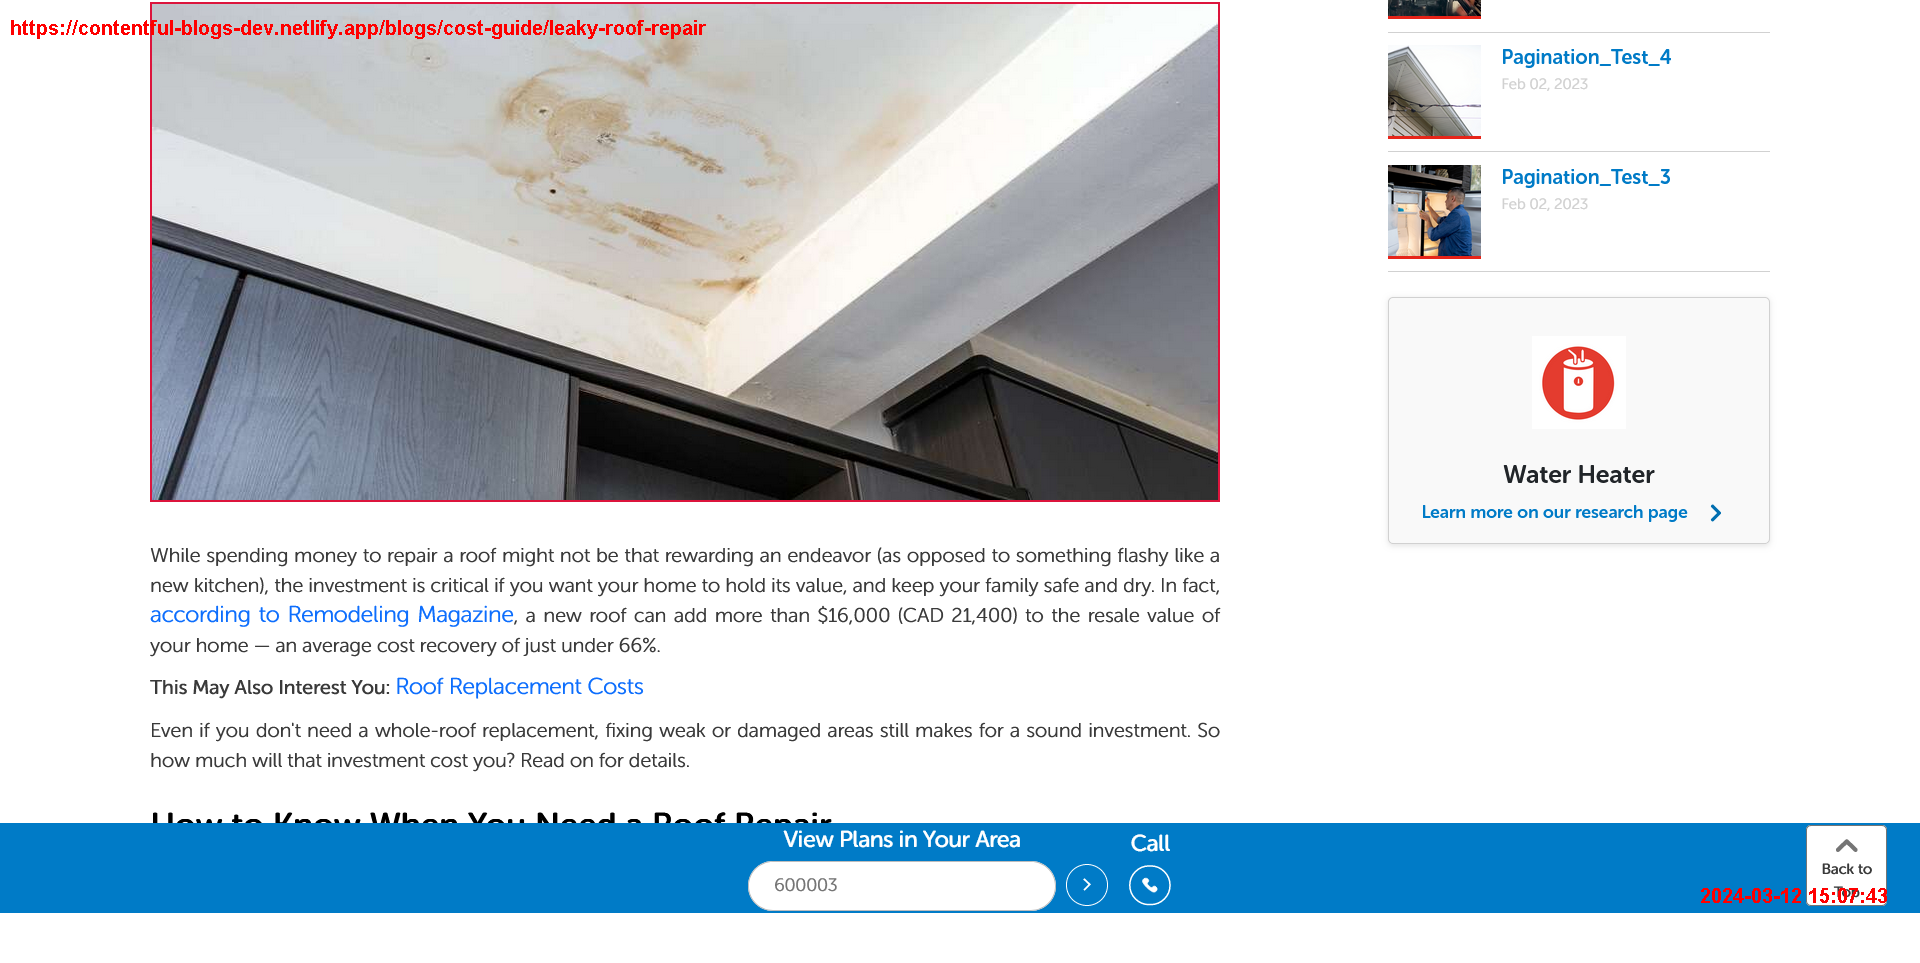 https://contentful-blogs-dev.netlify.app/blogs/cost-guide/leaky-roof-repair
Pagination_Test_4
Feb 02, 2023
Pagination_Test_3
Feb 02, 2023
Water Heater
Learn more on our research page
While spending money to repair a roof might not be that rewarding an endeavor (as opposed to something flashy like a
new kitchen), the investment is critical if you want your home to hold its value, and keep your family safe and dry. In fact,
according to Remodeling Magazine, a new roof can add more than $16,000 (CAD 21,400) to the resale value of
your home — an average cost recovery of just under 66%.
This May Also Interest You: Roof Replacement Costs
Even if you don't need a whole-roof replacement, fixing weak or damaged areas still makes for a sound investment. So
how much will that investment cost you? Read on for details.
How to Know When You Need a Roof Repair
View Plans in Your Area
600003
Call
Back to
Top
2024-03-12 15:07:43